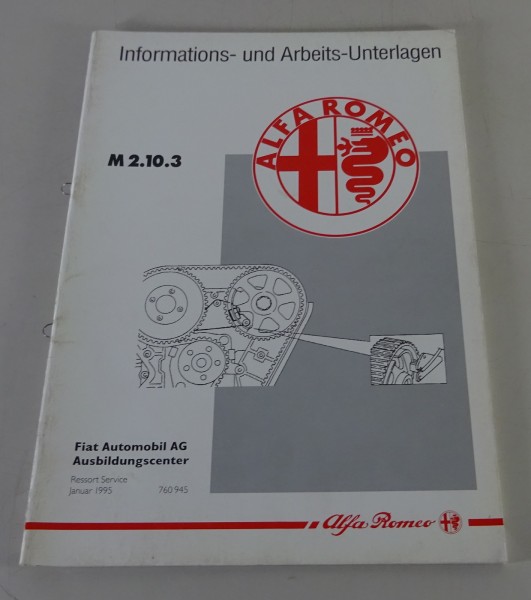 Informations- und Arbeits-Unterlagen
ALFA ROMEO
M 2.10.3
Fiat Automobil AG
Ausbildungscenter
Ressort Service
Januar 1995 760 945
Alfa Romeo